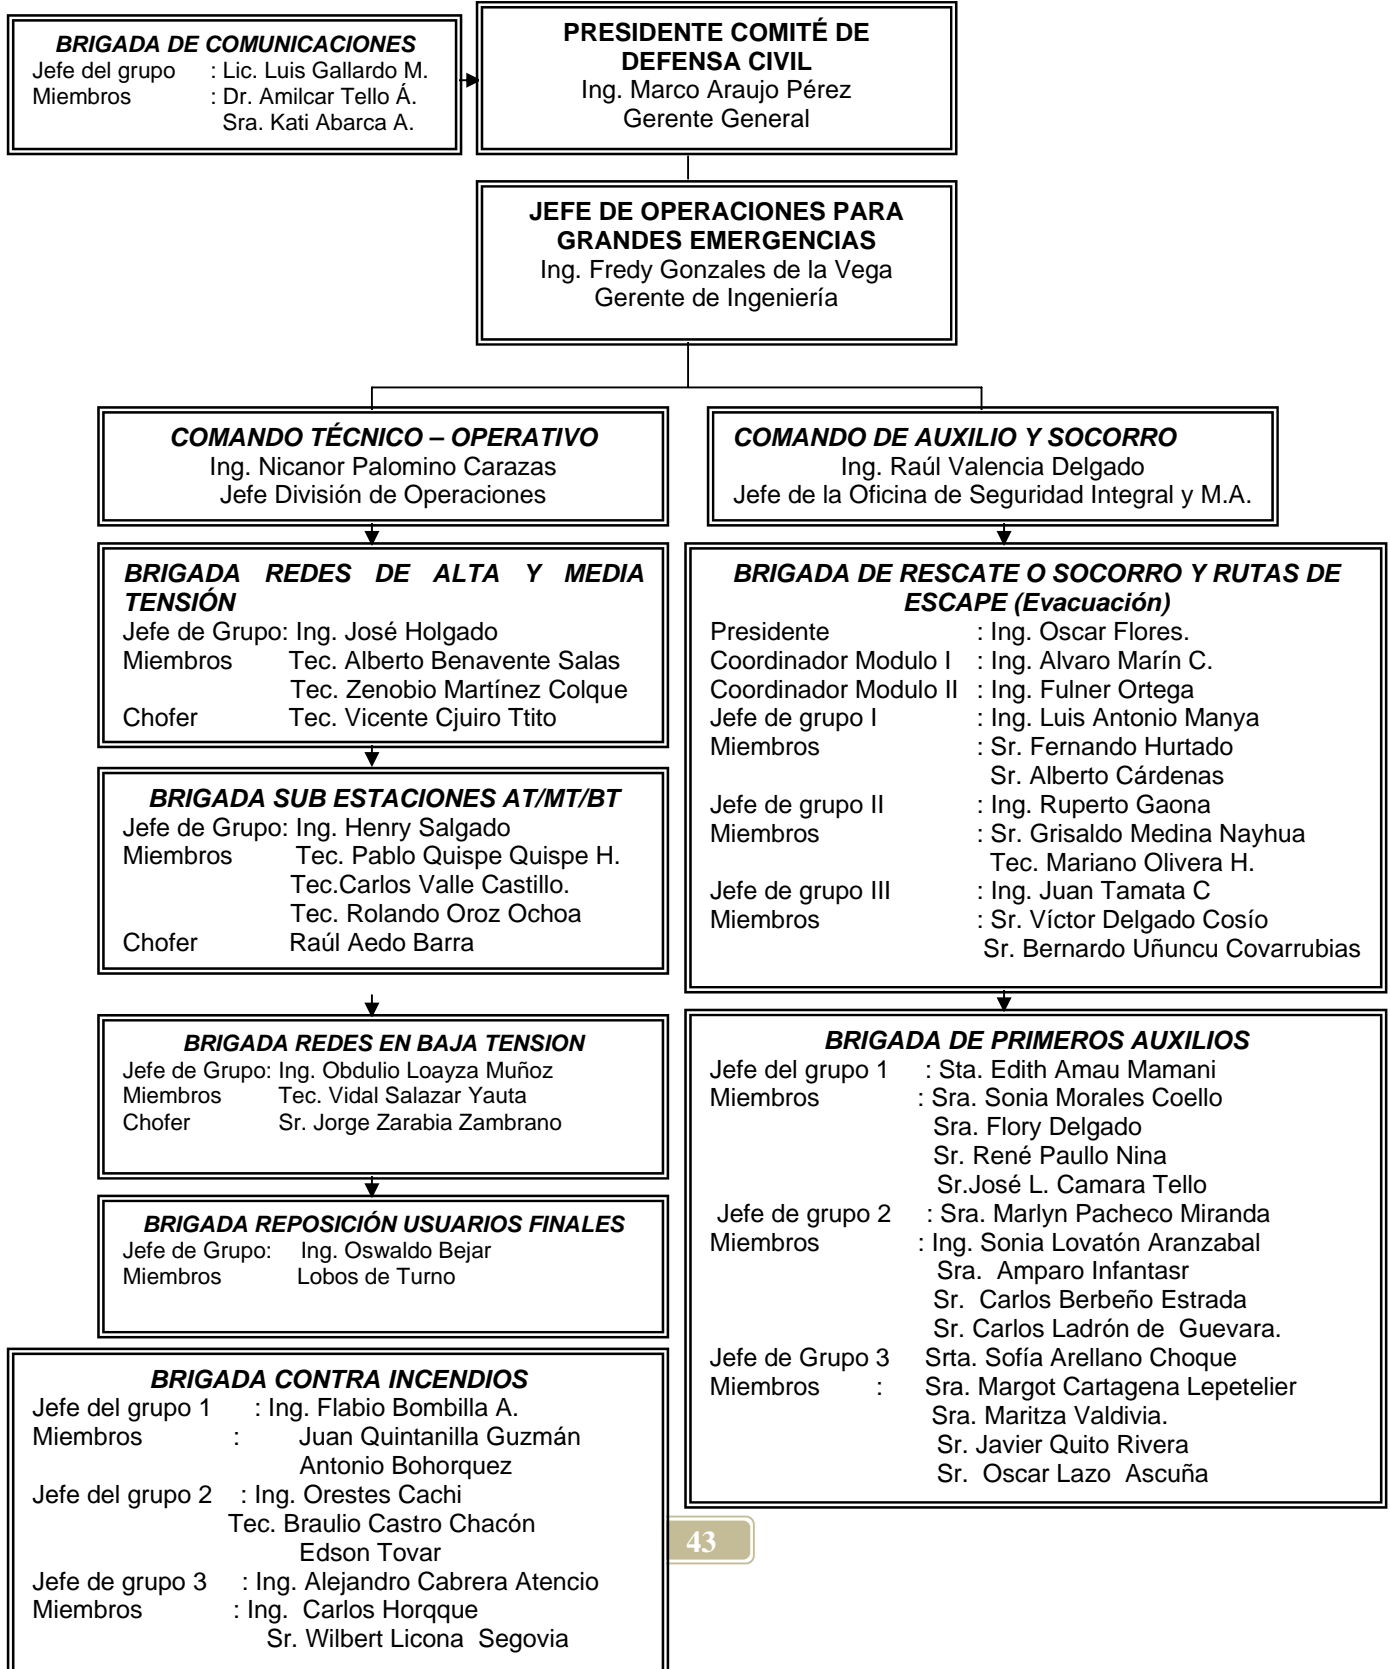 BRIGADA DE COMUNICACIONES
Jefe del grupo : Lic. Luis Gallardo M.
Miembros : Dr. Amilcar Tello Á.
Sra. Kati Abarca A.
PRESIDENTE COMITÉ DE
DEFENSA CIVIL
Ing. Marco Araujo Pérez
Gerente General
JEFE DE OPERACIONES PARA
GRANDES EMERGENCIAS
Ing. Fredy Gonzales de la Vega
Gerente de Ingeniería
COMANDO TÉCNICO – OPERATIVO
Ing. Nicanor Palomino Carazas
Jefe División de Operaciones
BRIGADA REDES DE ALTA Y MEDIA
TENSIÓN
Jefe de Grupo: Ing. José Holgado
Miembros Tec. Alberto Benavente Salas
Tec. Zenobio Martínez Colque
Chofer Tec. Vicente Cjuiro Ttito
BRIGADA SUB ESTACIONES AT/MT/BT
Jefe de Grupo: Ing. Henry Salgado
Miembros Tec. Pablo Quispe Quispe H.
Tec.Carlos Valle Castillo.
Tec. Rolando Oroz Ochoa
Chofer Raúl Aedo Barra
BRIGADA REDES EN BAJA TENSION
Jefe de Grupo: Ing. Obdulio Loayza Muñoz
Miembros Tec. Vidal Salazar Yauta
Chofer Sr. Jorge Zarabia Zambrano
BRIGADA REPOSICIÓN USUARIOS FINALES
Jefe de Grupo: Ing. Oswaldo Bejar
Miembros Lobos de Turno
BRIGADA CONTRA INCENDIOS
Jefe del grupo 1 : Ing. Flabio Bombilla A.
Miembros : Juan Quintanilla Guzmán
Antonio Bohorquez
Jefe del grupo 2 : Ing. Orestes Cachi
Tec. Braulio Castro Chacón
Edson Tovar
Jefe de grupo 3 : Ing. Alejandro Cabrera Atencio
Miembros : Ing. Carlos Horqque
Sr. Wilbert Licona Segovia
COMANDO DE AUXILIO Y SOCORRO
Ing. Raúl Valencia Delgado
Jefe de la Oficina de Seguridad Integral y M.A.
BRIGADA DE RESCATE O SOCORRO Y RUTAS DE
ESCAPE (Evacuación)
Presidente : Ing. Oscar Flores.
Coordinador Modulo I : Ing. Alvaro Marín C.
Coordinador Modulo II : Ing. Fulner Ortega
Jefe de grupo I : Ing. Luis Antonio Manya
Miembros : Sr. Fernando Hurtado
Sr. Alberto Cárdenas
Jefe de grupo II : Ing. Ruperto Gaona
Miembros : Sr. Grisaldo Medina Nayhua
Tec. Mariano Olivera H.
Jefe de grupo III : Ing. Juan Tamata C
Miembros : Sr. Víctor Delgado Cosío
Sr. Bernardo Uñuncu Covarrubias
BRIGADA DE PRIMEROS AUXILIOS
Jefe del grupo 1 : Sta. Edith Amau Mamani
Miembros : Sra. Sonia Morales Coello
Sra. Flory Delgado
Sr. René Paullo Nina
Sr.José L. Camara Tello
Jefe de grupo 2 : Sra. Marlyn Pacheco Miranda
Miembros : Ing. Sonia Lovatón Aranzabal
Sra. Amparo Infantasr
Sr. Carlos Berbeño Estrada
Sr. Carlos Ladrón de Guevara.
Jefe de Grupo 3 Srta. Sofía Arellano Choque
Miembros : Sra. Margot Cartagena Lepetelier
Sra. Maritza Valdivia.
Sr. Javier Quito Rivera
Sr. Oscar Lazo Ascuña
43